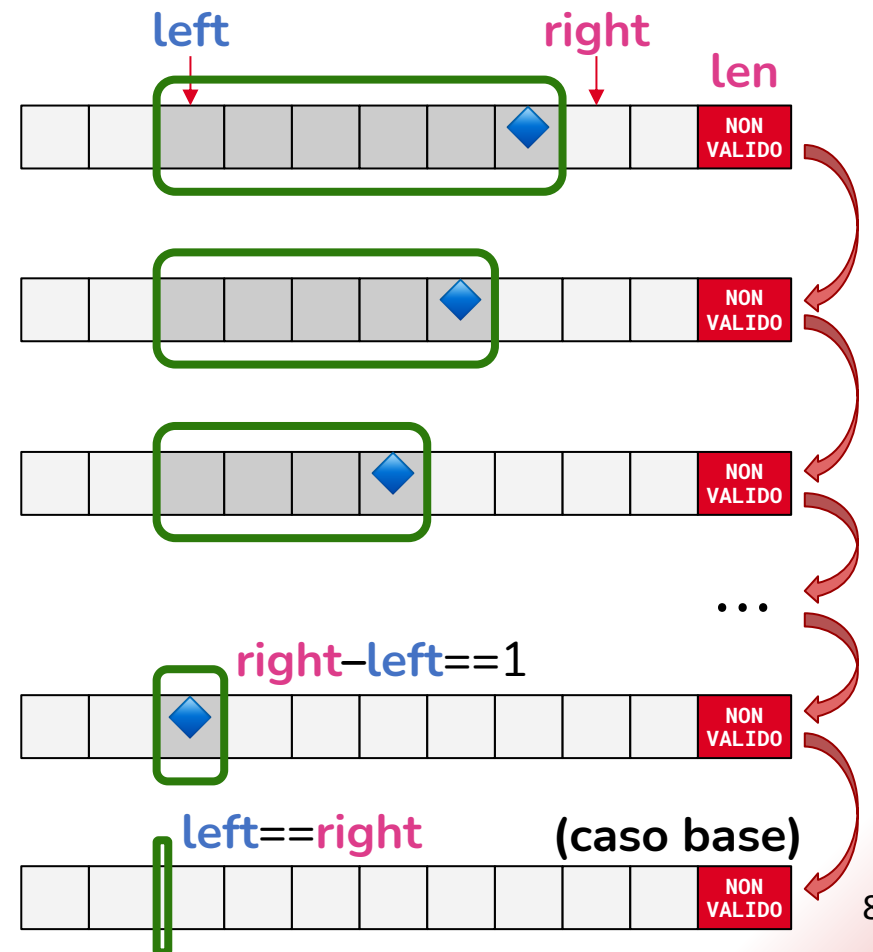 left
right
len
NON
VALIDO
NON
VALIDO
NON
VALIDO
...
right–left==1
NON
VALIDO
left==right
(caso base)
NON
VALIDO
8